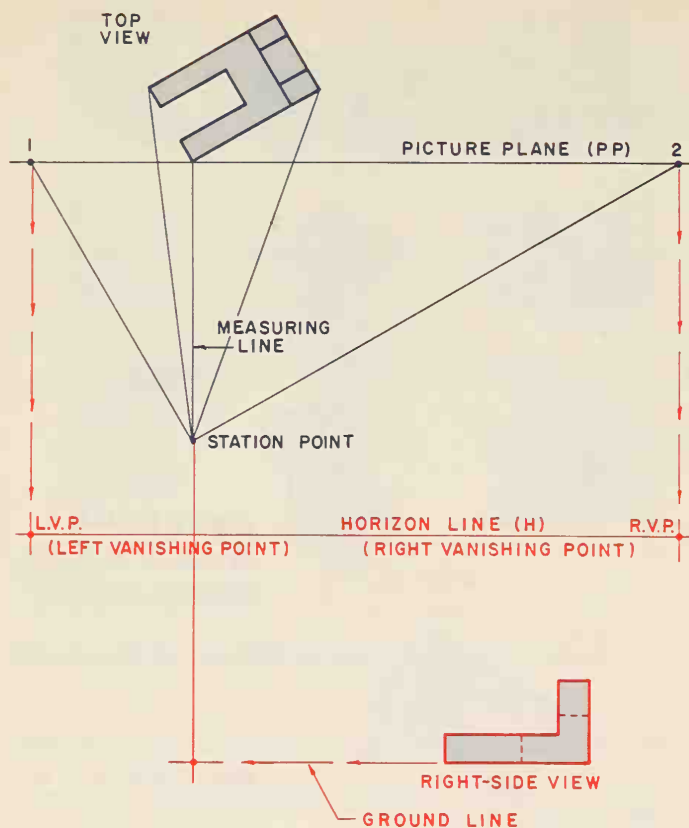 TOP
VIEW
1
PICTURE PLANE (PP)
2
MEASURING
LINE
STATION POINT
L.V.P.
HORIZON LINE (H)
R.V.P.
(LEFT VANISHING POINT)
(RIGHT VANISHING POINT)
RIGHT-SIDE VIEW
GROUND LINE